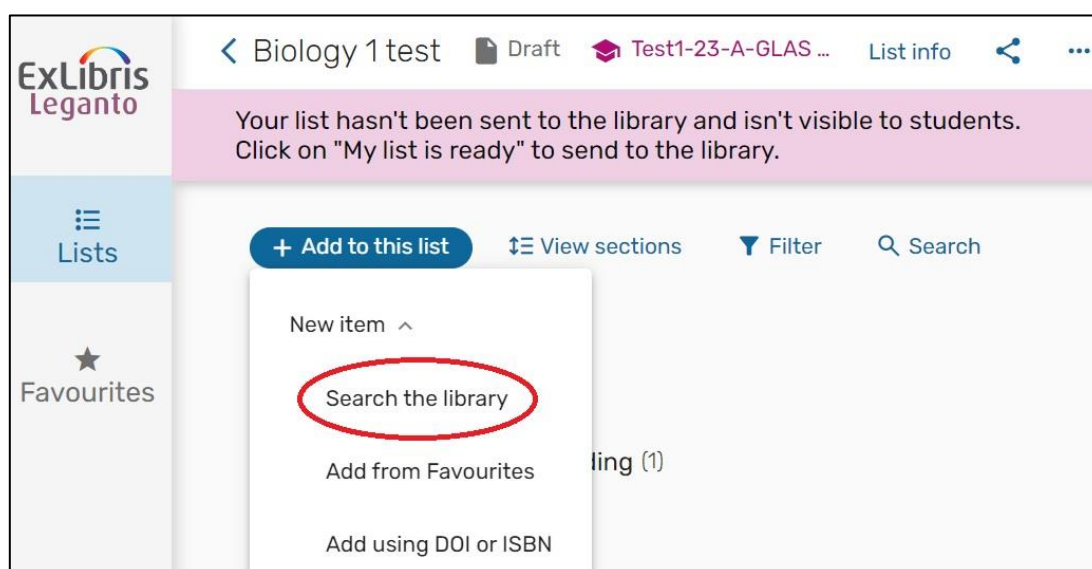 ExLibris
Leganto
Biology 1 test Draft Test1-23-A-GLAS ... List info
Your list hasn't been sent to the library and isn't visible to students.
Click on "My list is ready" to send to the library.
Lists
+ Add to this list View sections Filter Search
New item
Favourites
Search the library
(1)
Add from Favourites
Add using DOI or ISBN